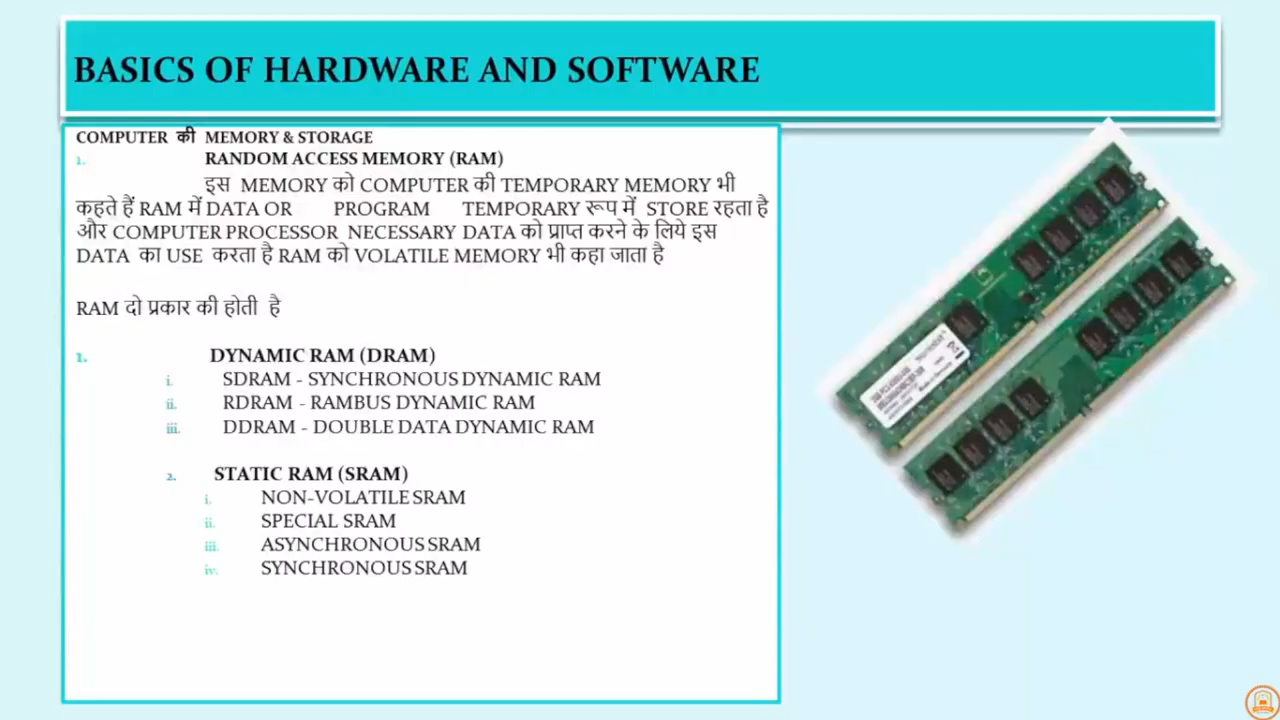 BASICS OF HARDWARE AND SOFTWARE
COMPUTER की MEMORY & STORAGE
1. RANDOM ACCESS MEMORY (RAM)
इस MEMORY को COMPUTER की TEMPORARY MEMORY भी
कहते हैं RAM में DATA OR PROGRAM TEMPORARY रूप में STORE रहता है
और COMPUTER PROCESSOR NECESSARY DATA को प्राप्त करने के लिये इस
DATA का USE करता है RAM को VOLATILE MEMORY भी कहा जाता है
RAM दो प्रकार की होती है
1. DYNAMIC RAM (DRAM)
i. SDRAM - SYNCHRONOUS DYNAMIC RAM
ii. RDRAM - RAMBUS DYNAMIC RAM
iii. DDRAM - DOUBLE DATA DYNAMIC RAM
2. STATIC RAM (SRAM)
i. NON-VOLATILE SRAM
ii. SPECIAL SRAM
iii. ASYNCHRONOUS SRAM
iv. SYNCHRONOUS SRAM